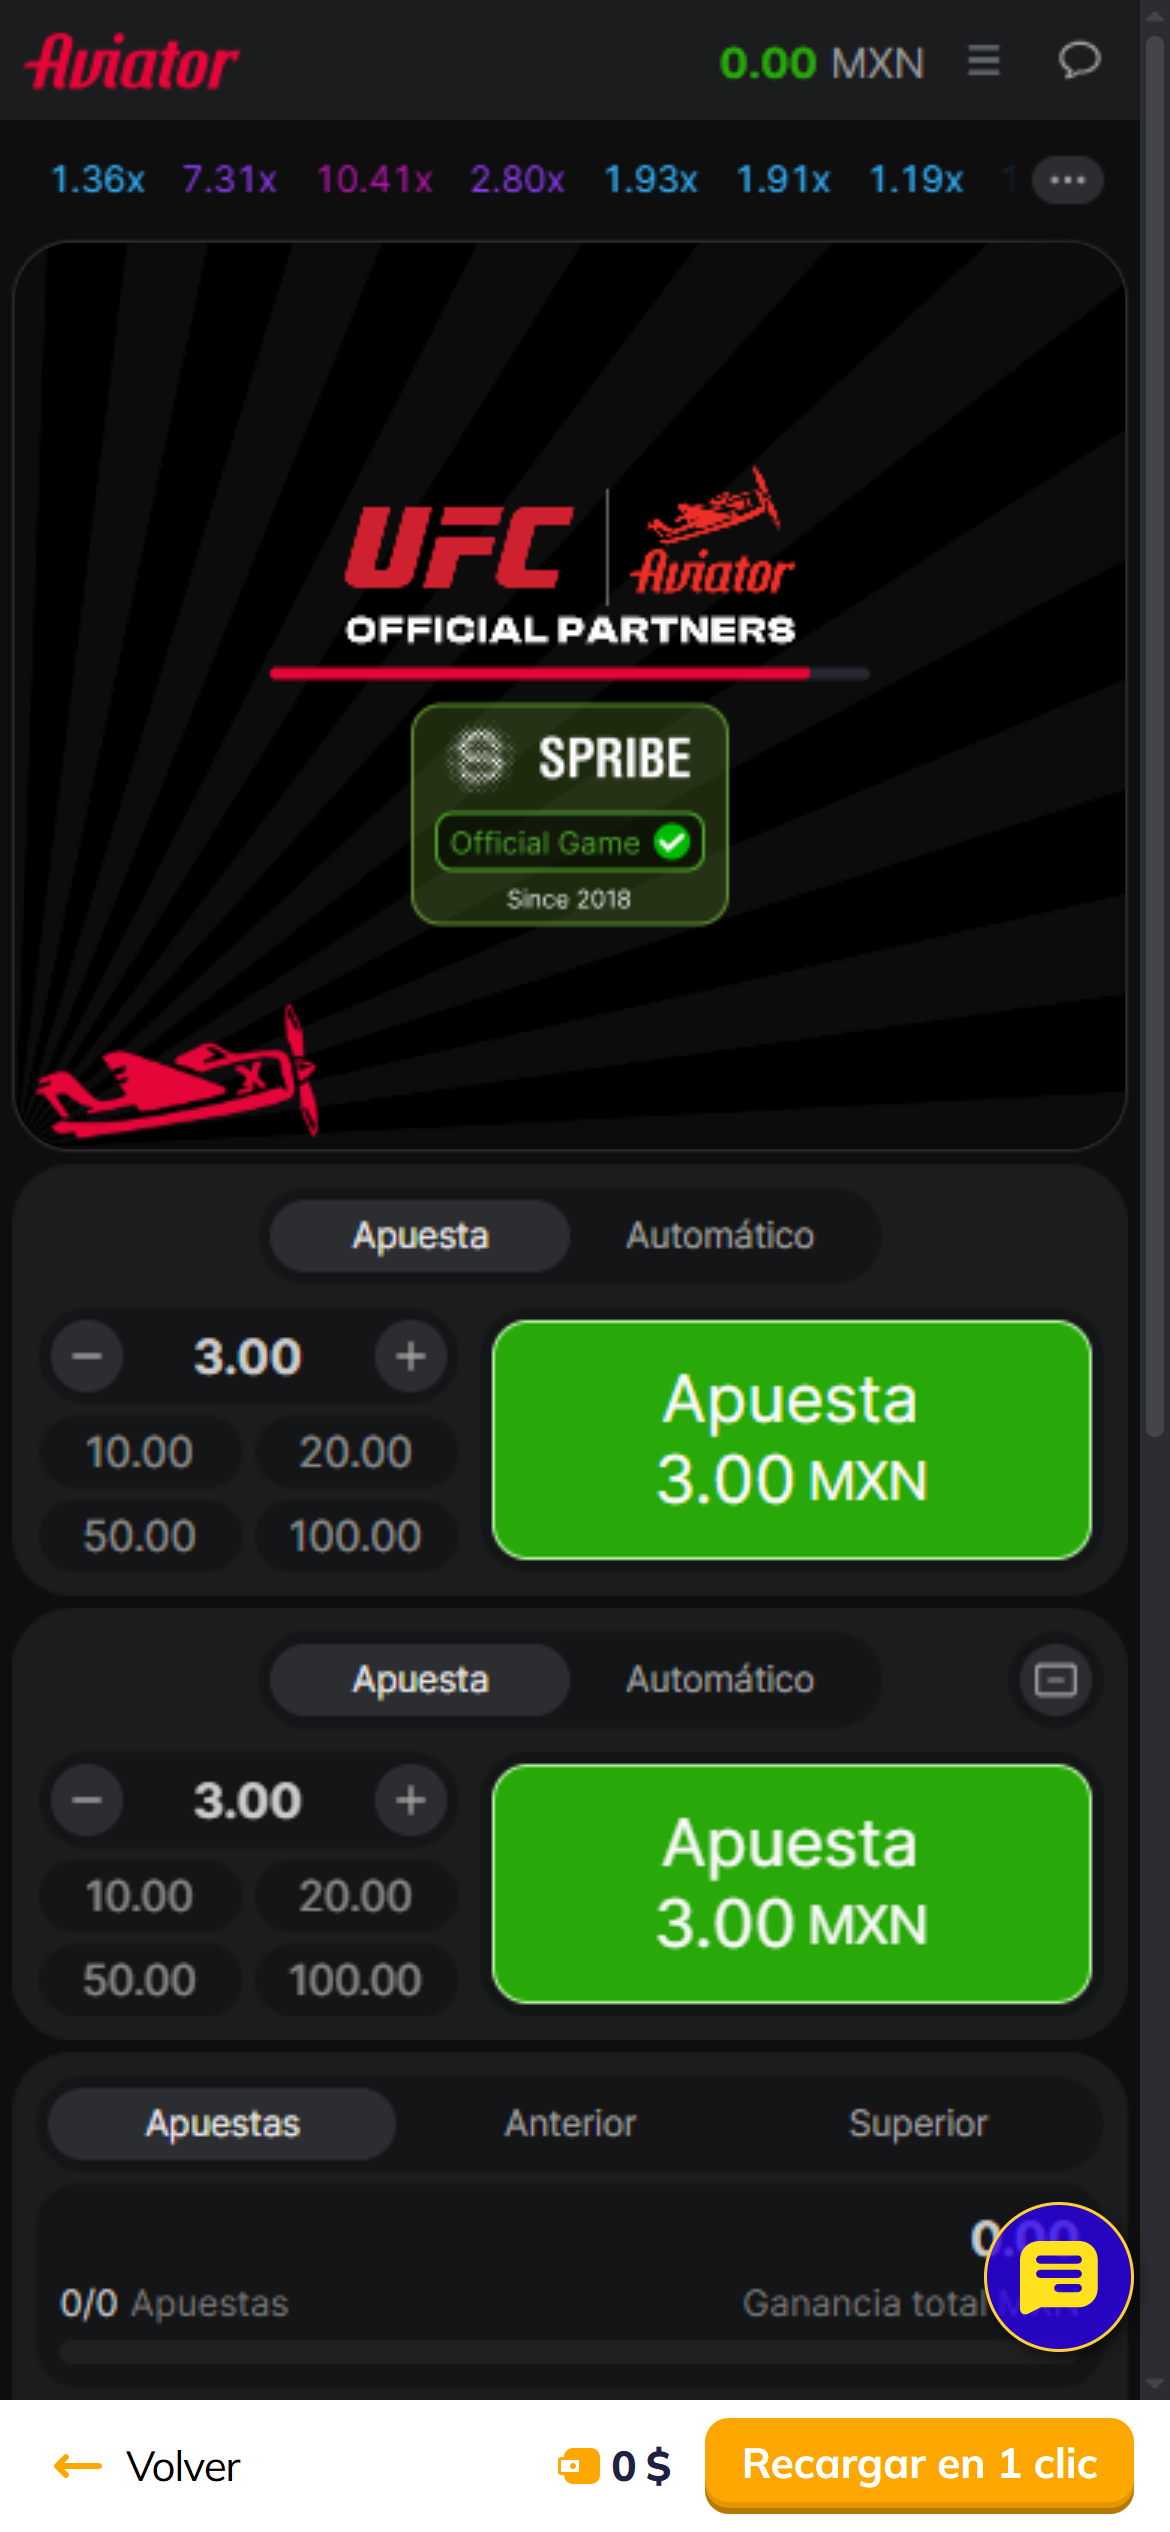 Aviator
0.00 MXN
1.36x 7.31x 10.41x 2.80x 1.93x 1.91x 1.19x
UFC
Aviator
OFFICIAL PARTNERS
SPRIBE
Official Game
Since 2018
X
Apuesta Automático
3.00
10.00 20.00
50.00 100.00
Apuesta
3.00 MXN
Apuesta Automático
3.00
10.00 20.00
50.00 100.00
Apuesta
3.00 MXN
Apuestas Anterior Superior
0.00
0/0 Apuestas
Ganancia total MXN
Volver
0 $
Recargar en 1 clic